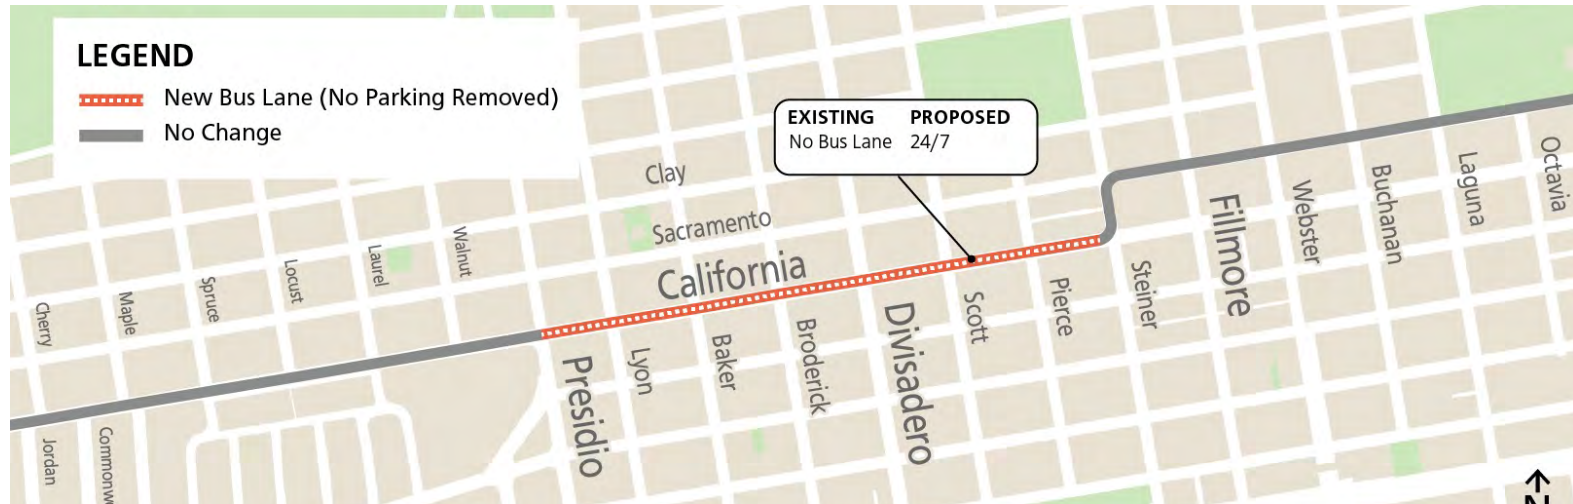 LEGEND
New Bus Lane (No Parking Removed)
No Change
EXISTING PROPOSED
No Bus Lane 24/7
Clay
Sacramento
California
Cherry
Maple
Spruce
Locust
Laurel
Walnut
Jordan
Commonw
Presidio
Lyon
Baker
Broderick
Divisadero
Scott
Pierce
Steiner
Fillmore
Webster
Buchanan
Laguna
Octavia
N